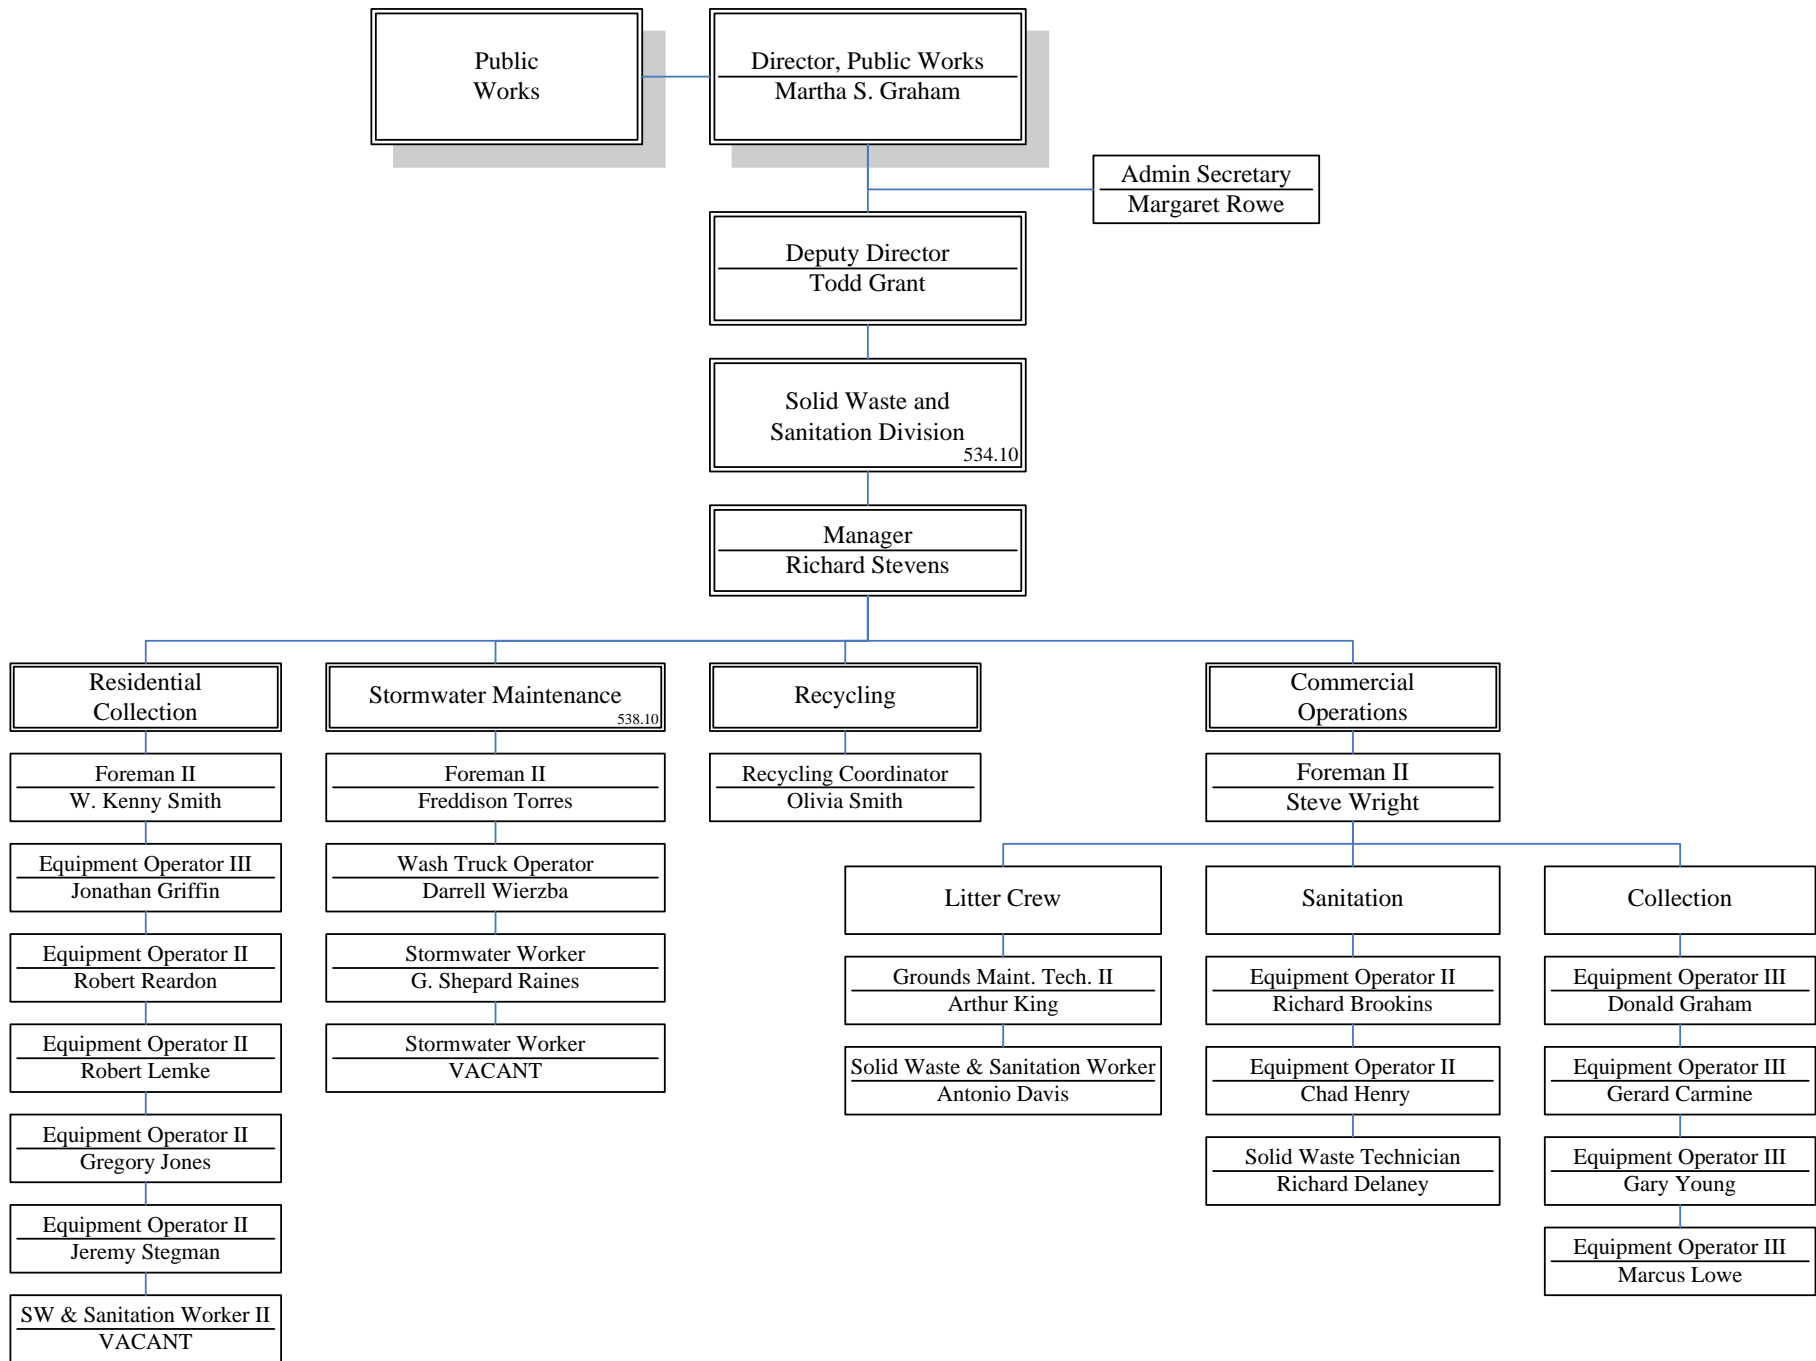 Public
Works
Director, Public Works
Martha S. Graham
Admin Secretary
Margaret Rowe
Deputy Director
Todd Grant
Solid Waste and
Sanitation Division
534.10
Manager
Richard Stevens
Residential
Collection
Foreman II
W. Kenny Smith
Equipment Operator III
Jonathan Griffin
Equipment Operator II
Robert Reardon
Equipment Operator II
Robert Lemke
Equipment Operator II
Gregory Jones
Equipment Operator II
Jeremy Stegman
SW & Sanitation Worker II
VACANT
Stormwater Maintenance
538.10
Foreman II
Freddison Torres
Wash Truck Operator
Darrell Wierzba
Stormwater Worker
G. Shepard Raines
Stormwater Worker
VACANT
Recycling
Recycling Coordinator
Olivia Smith
Commercial
Operations
Foreman II
Steve Wright
Litter Crew
Grounds Maint. Tech. II
Arthur King
Solid Waste & Sanitation Worker
Antonio Davis
Sanitation
Equipment Operator II
Richard Brookins
Equipment Operator II
Chad Henry
Solid Waste Technician
Richard Delaney
Collection
Equipment Operator III
Donald Graham
Equipment Operator III
Gerard Carmine
Equipment Operator III
Gary Young
Equipment Operator III
Marcus Lowe